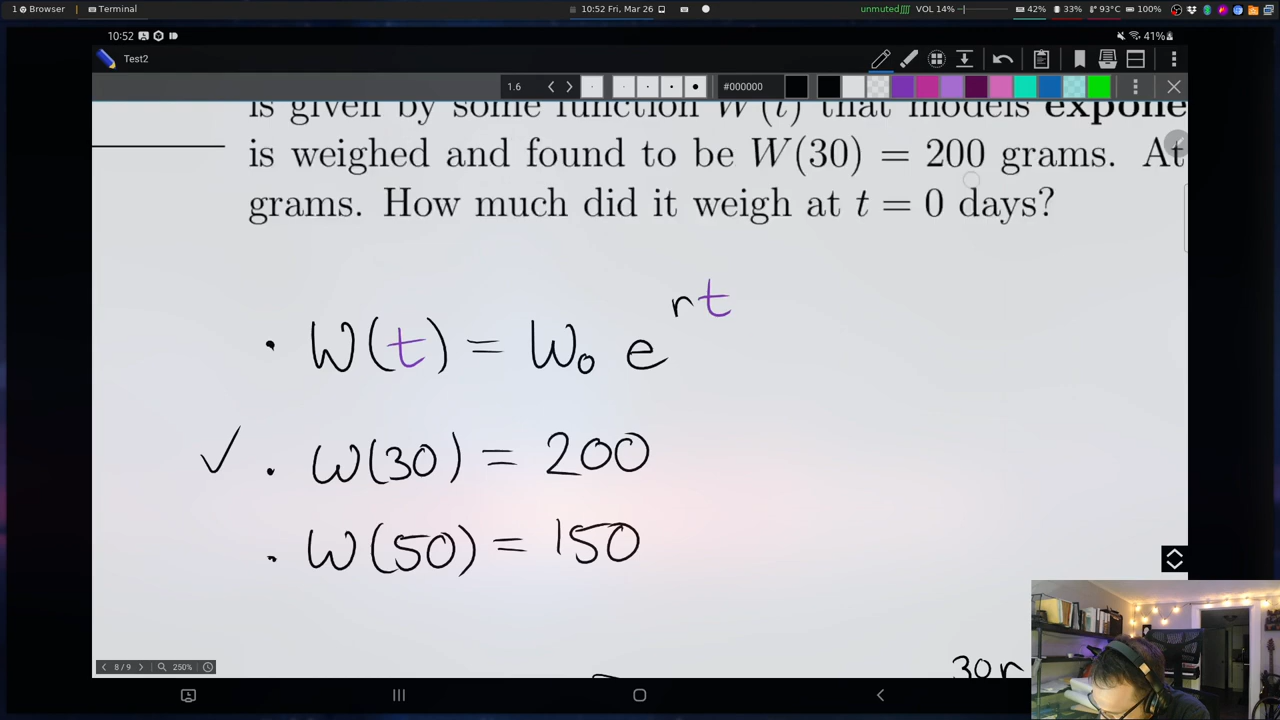 1 Browser Terminal 10:52 Fri, Mar 26 unmuted VOL 14% 42% 33% 93°C 100%
10:52 41%
Test2
1.6 #000000
is given by some function W(t) that models expone
is weighed and found to be W(30) = 200 grams. At
grams. How much did it weigh at t = 0 days?
• W(t) = W₀ e^{rt}
✓ • W(30) = 200
• W(50) = 150
30r
8 / 9 250%